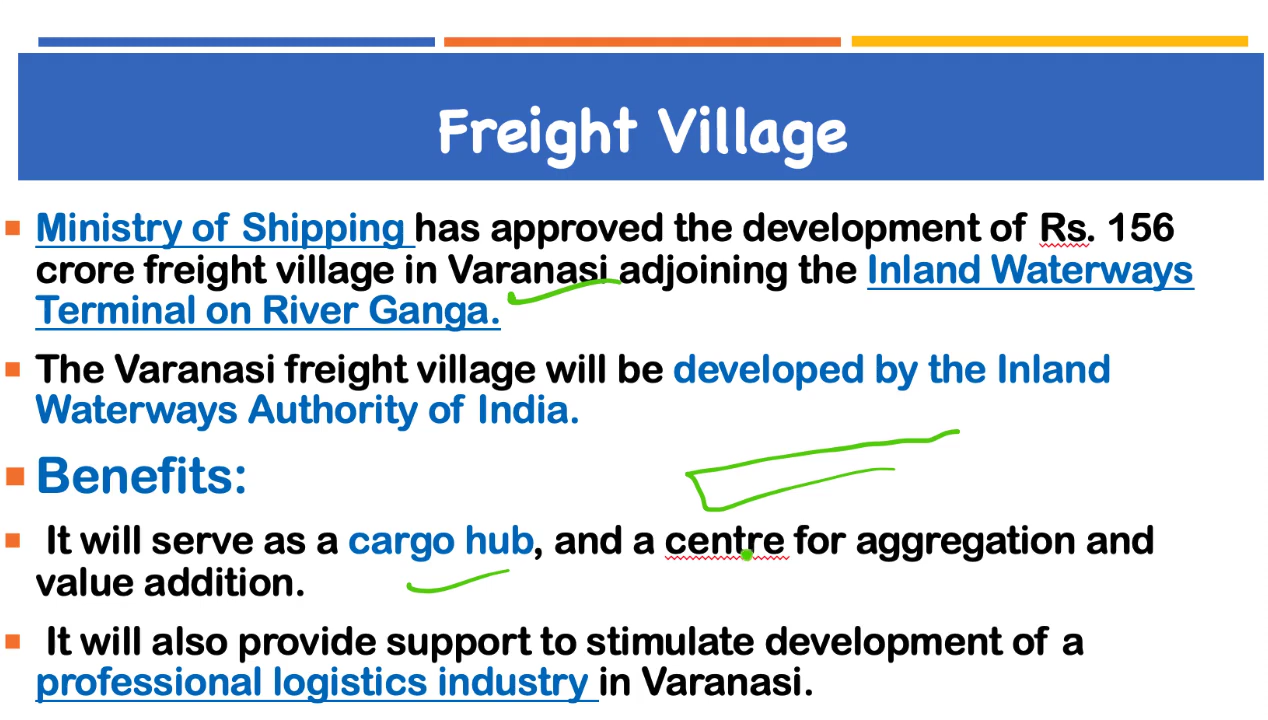 Freight Village
Ministry of Shipping has approved the development of Rs. 156
crore freight village in Varanasi adjoining the Inland Waterways
Terminal on River Ganga.
The Varanasi freight village will be developed by the Inland
Waterways Authority of India.
Benefits:
It will serve as a cargo hub, and a centre for aggregation and
value addition.
It will also provide support to stimulate development of a
professional logistics industry in Varanasi.